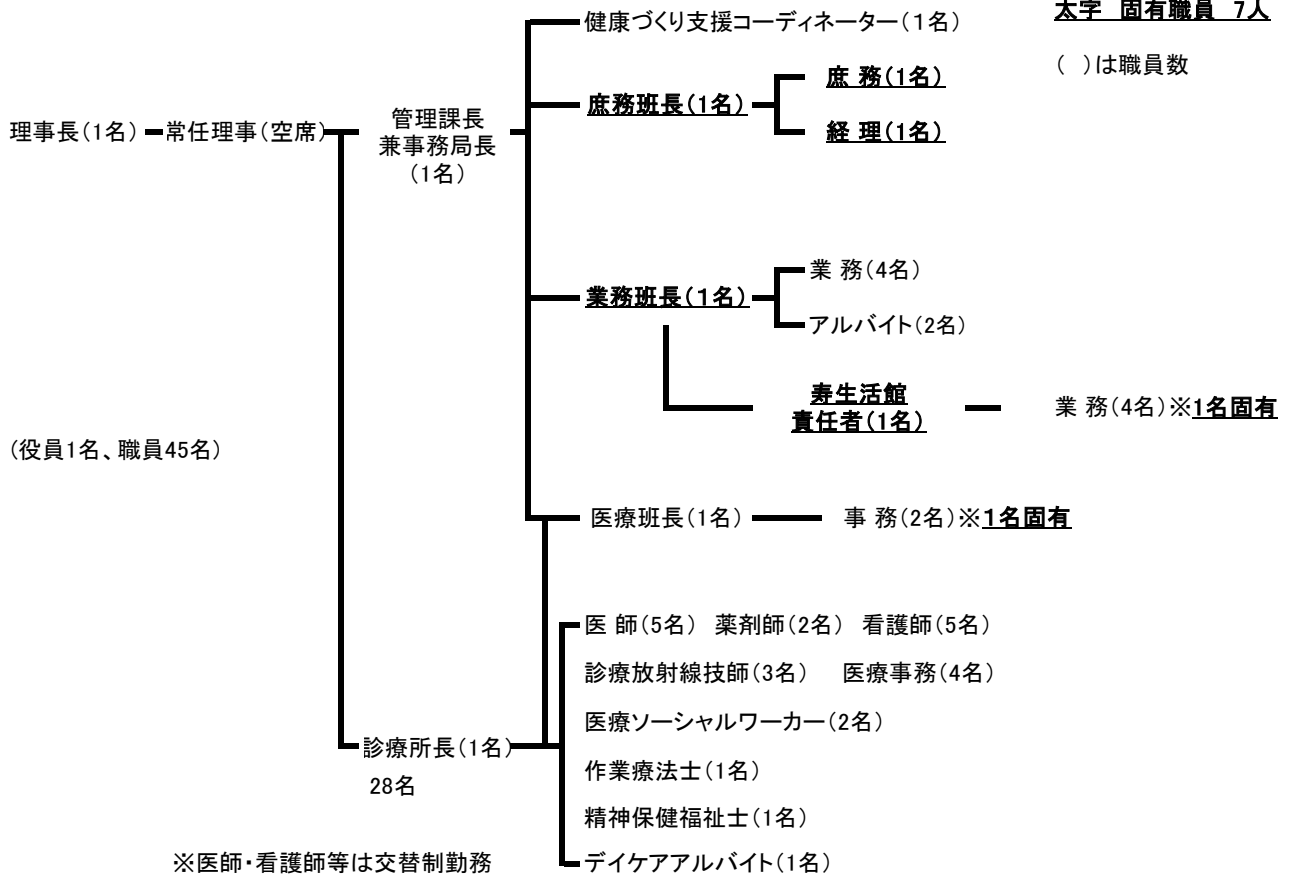 健康づくり支援コーディネーター(1名)
太字 固有職員 7人
( )は職員数
庶務班長(1名)
庶 務(1名)
経 理(1名)
理事長(1名)
常任理事(空席)
管理課長
兼事務局長
(1名)
業務班長(1名)
業 務(4名)
アルバイト(2名)
寿生活館
責任者(1名)
業 務(4名)※1名固有
(役員1名、職員45名)
医療班長(1名)
事 務(2名)※1名固有
医 師(5名) 薬剤師(2名) 看護師(5名)
診療放射線技師(3名) 医療事務(4名)
医療ソーシャルワーカー(2名)
診療所長(1名)
28名
作業療法士(1名)
精神保健福祉士(1名)
デイケアアルバイト(1名)
※医師・看護師等は交替制勤務